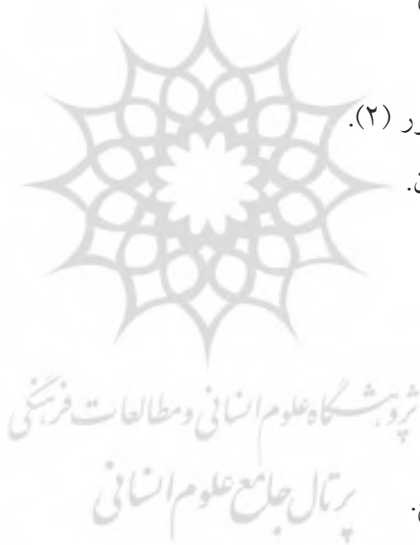 ر (۲).
.
پژوهشگاه علوم انسانی و مطالعات فرهنگی
پرتال جامع علوم انسانی
.